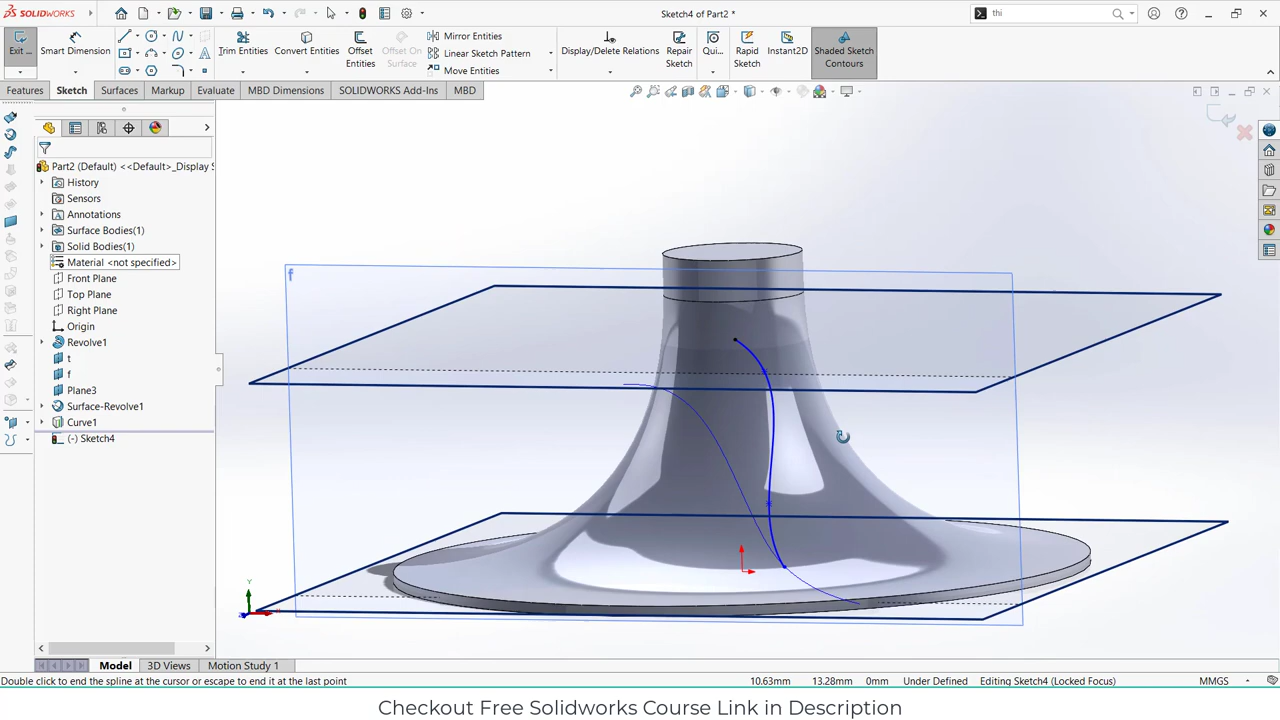 SOLIDWORKS
Sketch4 of Part2 *
thi
Exit ...
Smart Dimension
Trim Entities
Convert Entities
Offset Entities
Offset On Surface
Mirror Entities
Linear Sketch Pattern
Move Entities
Display/Delete Relations
Repair Sketch
Qui...
Rapid Sketch
Instant2D
Shaded Sketch Contours
Features
Sketch
Surfaces
Markup
Evaluate
MBD Dimensions
SOLIDWORKS Add-Ins
MBD
Part2 (Default) <<Default>_Display S
History
Sensors
Annotations
Surface Bodies(1)
Solid Bodies(1)
Material <not specified>
Front Plane
Top Plane
Right Plane
Origin
Revolve1
t
f
Plane3
Surface-Revolve1
Curve1
(-) Sketch4
f
Y
Model
3D Views
Motion Study 1
Double click to end the spline at the cursor or escape to end it at the last point
10.63mm
13.28mm
0mm
Under Defined
Editing Sketch4 (Locked Focus)
MMGS
Checkout Free Solidworks Course Link in Description